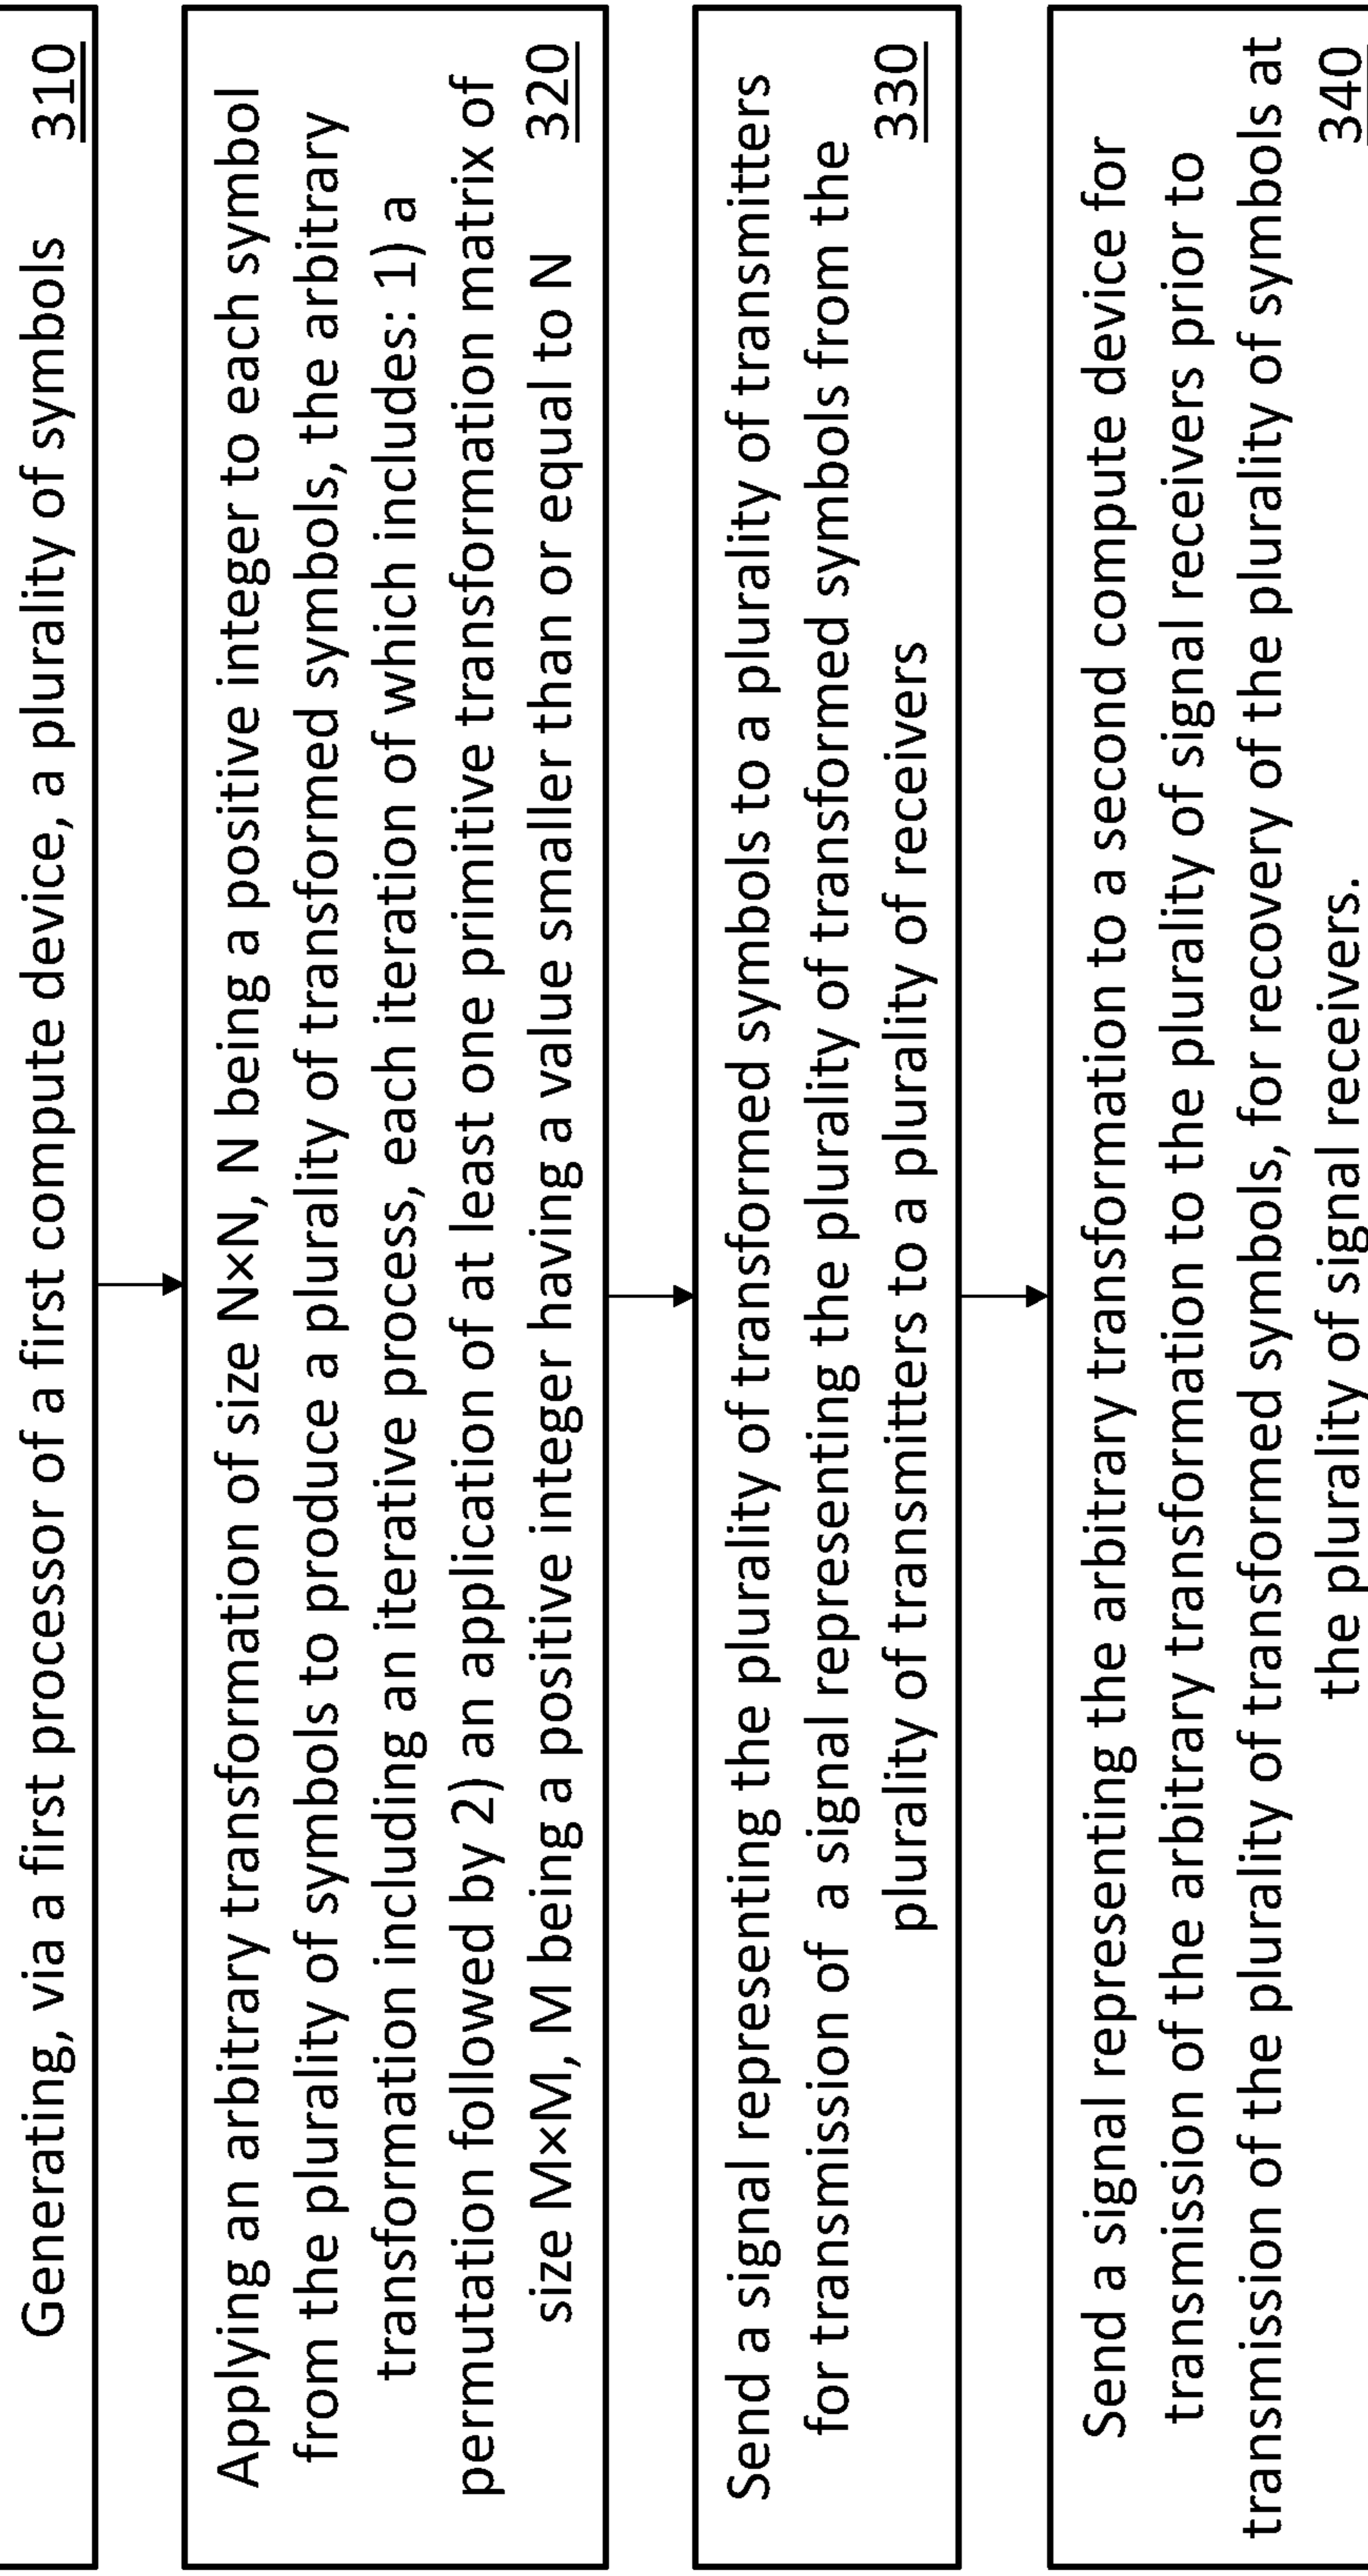 Generating, via a first processor of a first compute device, a plurality of symbols 310
Applying an arbitrary transformation of size N×N, N being a positive integer to each symbol
from the plurality of symbols to produce a plurality of transformed symbols, the arbitrary
transformation including an iterative process, each iteration of which includes: 1) a
permutation followed by 2) an application of at least one primitive transformation matrix of
size M×M, M being a positive integer having a value smaller than or equal to N 320
Send a signal representing the plurality of transformed symbols to a plurality of transmitters
for transmission of a signal representing the plurality of transformed symbols from the
plurality of transmitters to a plurality of receivers 330
Send a signal representing the arbitrary transformation to a second compute device for
transmission of the arbitrary transformation to the plurality of signal receivers prior to
transmission of the plurality of transformed symbols, for recovery of the plurality of symbols at
the plurality of signal receivers. 340